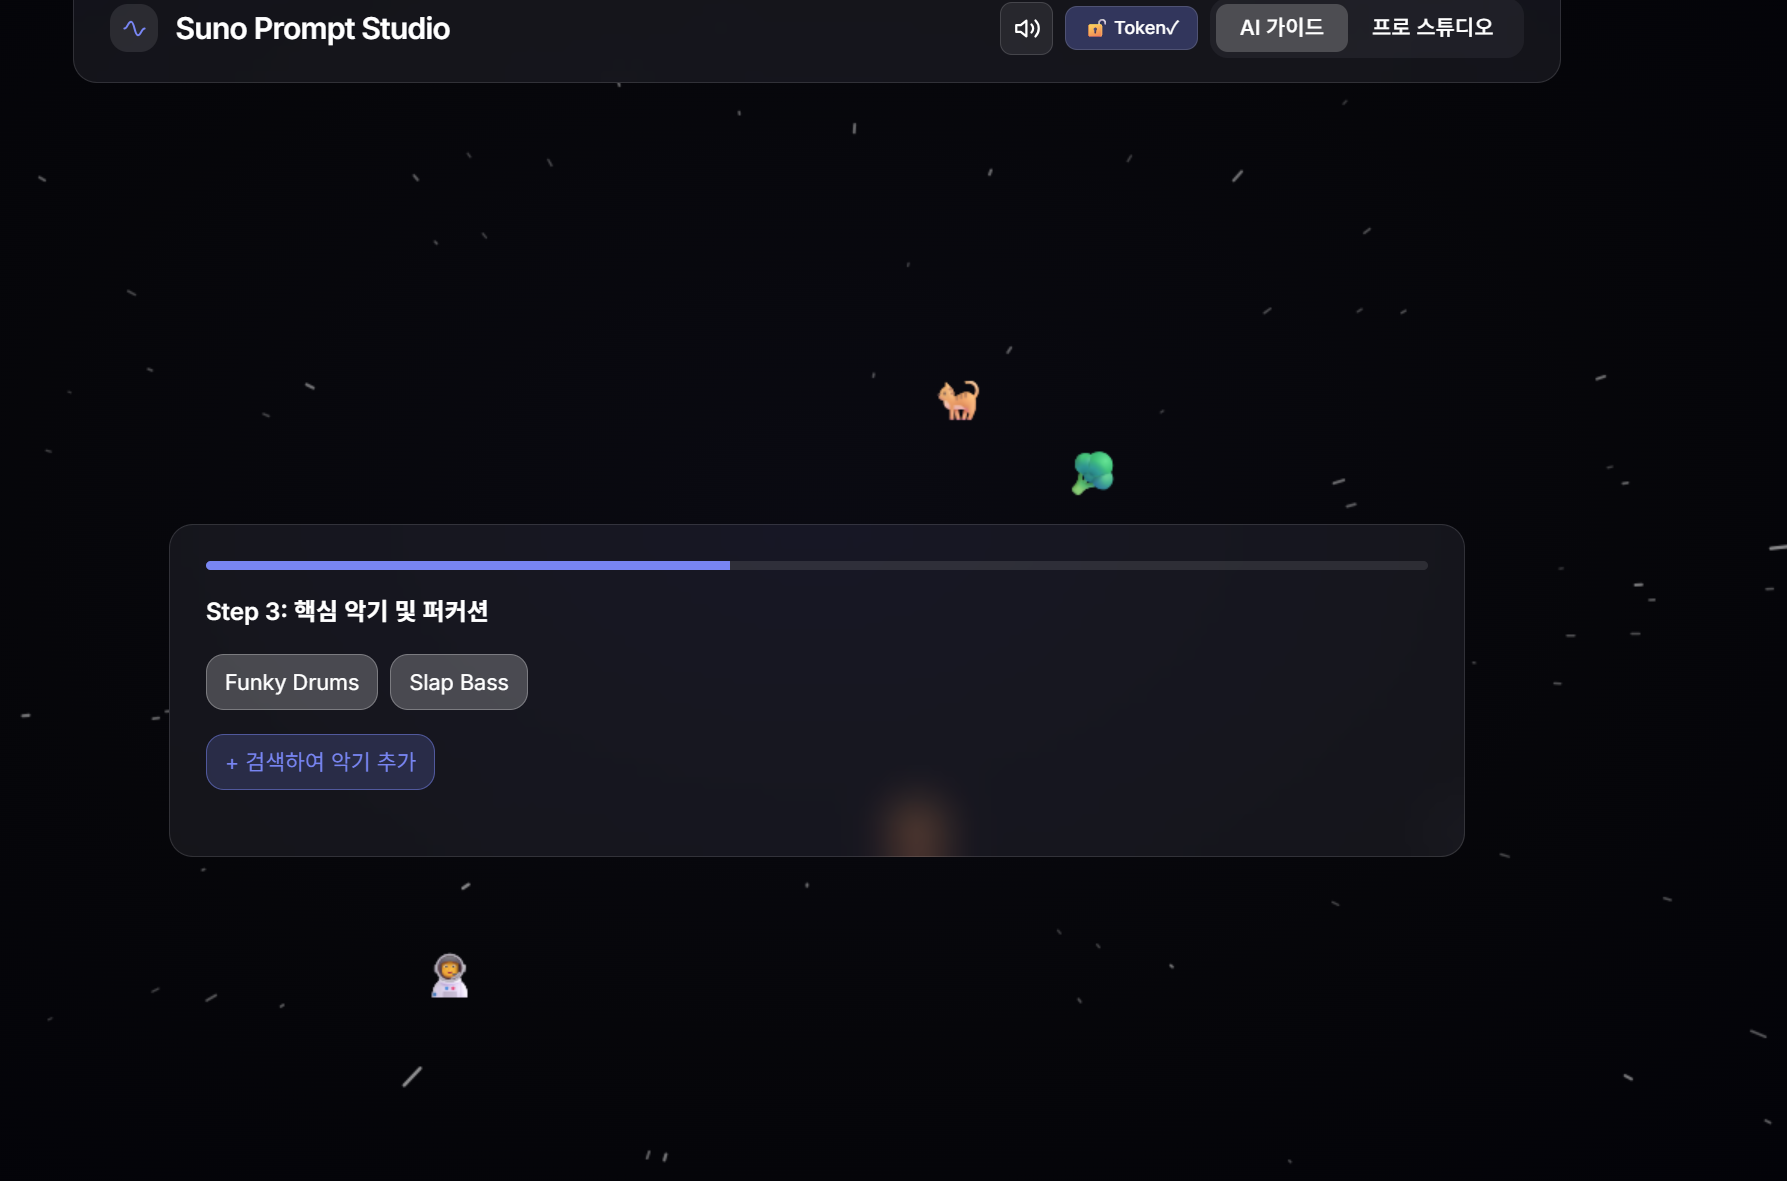 Suno Prompt Studio
Token✓
AI 가이드
프로 스튜디오
Step 3: 핵심 악기 및 퍼커션
Funky Drums
Slap Bass
+ 검색하여 악기 추가